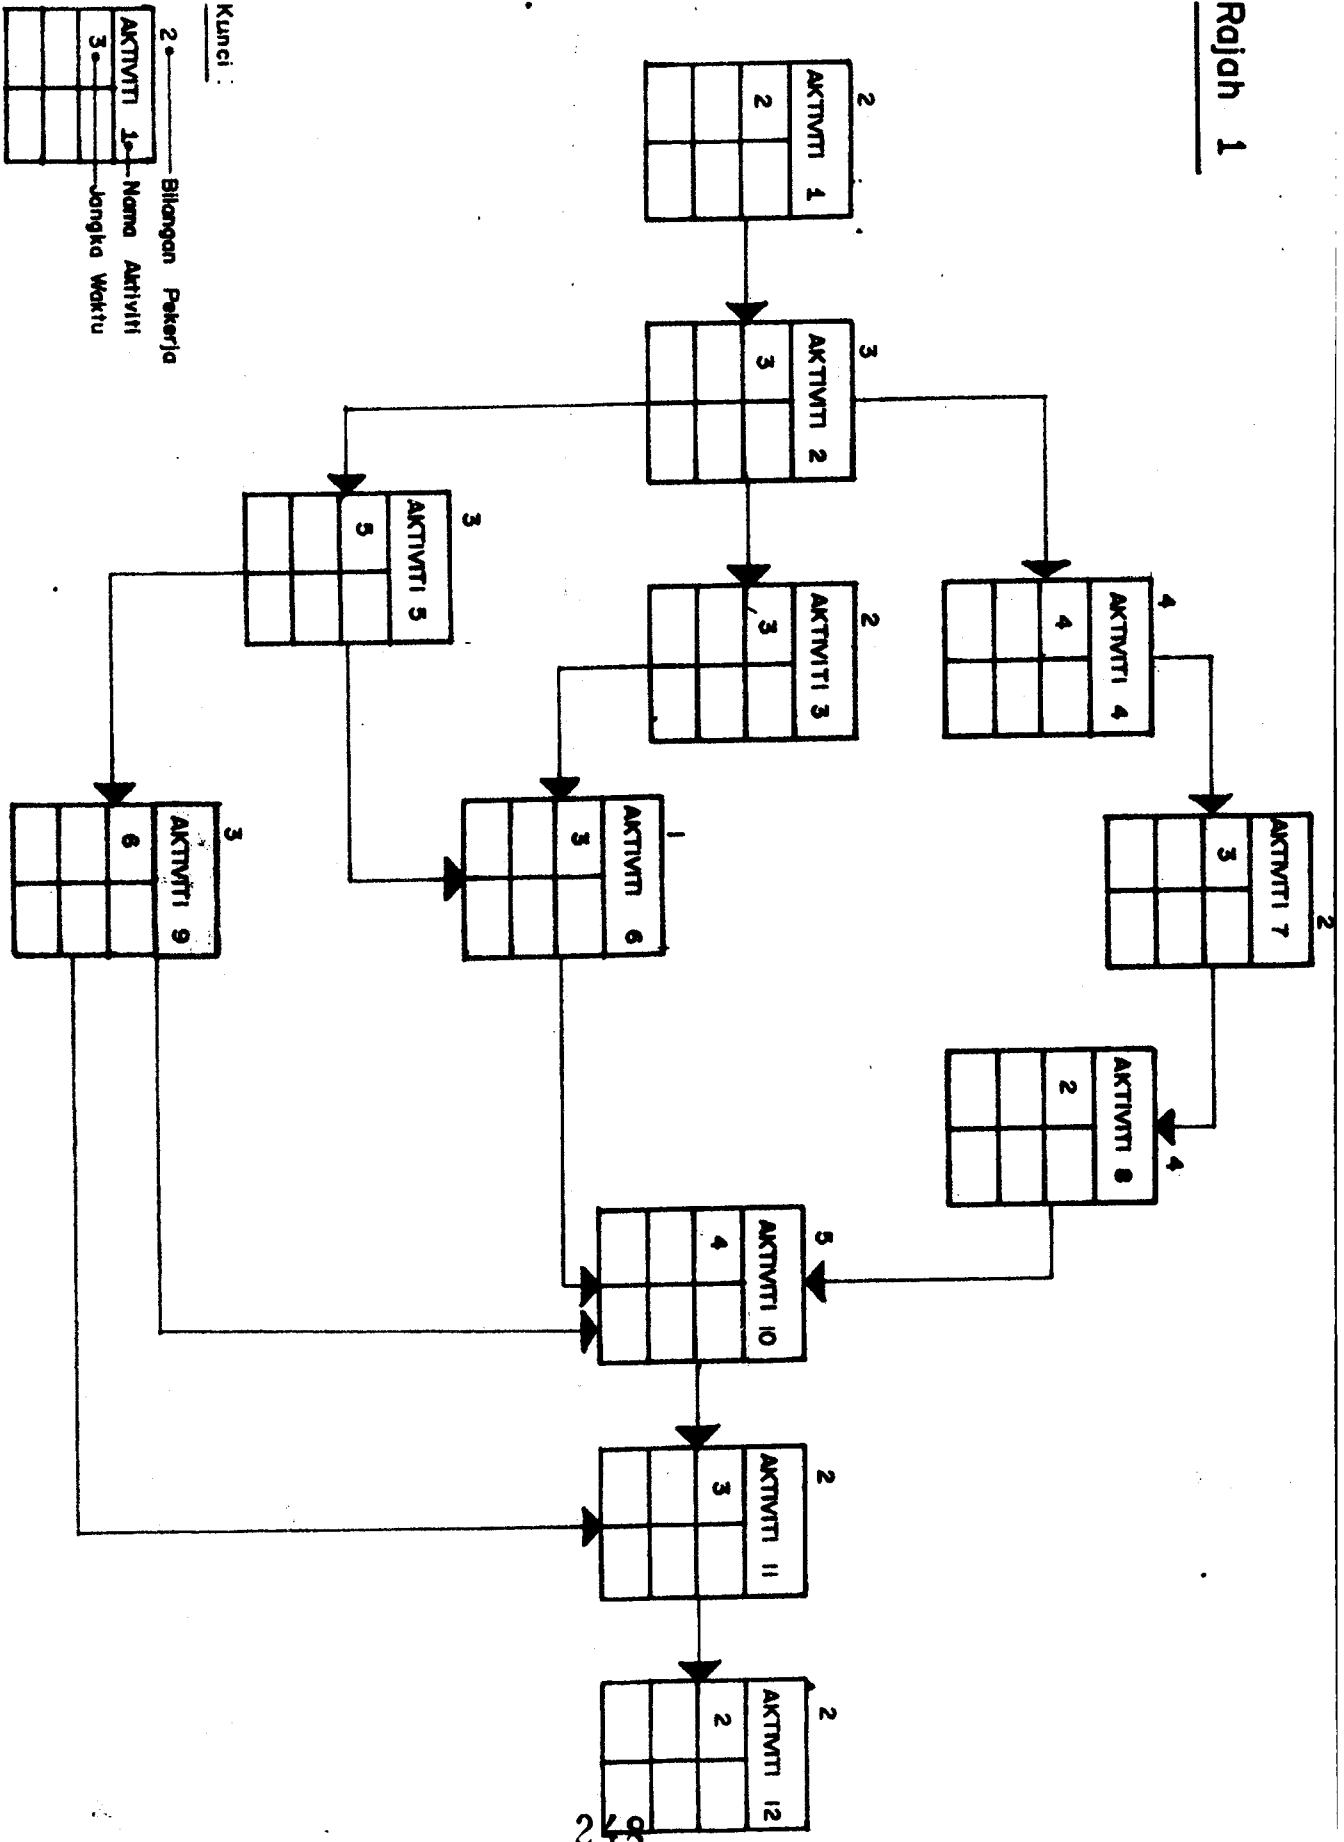 Rajah 1
2
AKTIVITI 1
2
3
AKTIVITI 2
3
4
AKTIVITI 4
4
2
AKTIVITI 3
3
3
AKTIVITI 5
5
2
AKTIVITI 7
3
1
AKTIVITI 6
3
3
AKTIVITI 9
6
4
AKTIVITI 8
2
5
AKTIVITI 10
4
2
AKTIVITI 11
3
2
AKTIVITI 12
2
Kunci :
2 Bilangan Pekerja
AKTIVITI 1 Nama Aktiviti
3 Jangka Waktu